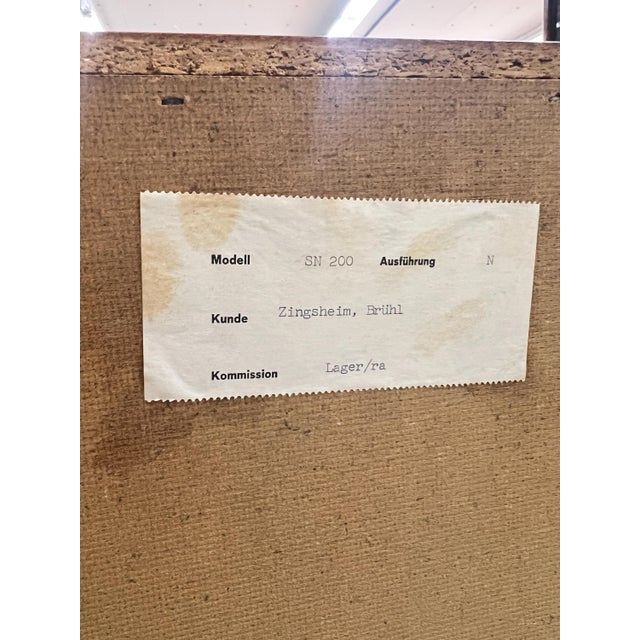 Modell SN 200 Ausführung N
Kunde Zingsheim, Brühl
Kommission Lager/ra